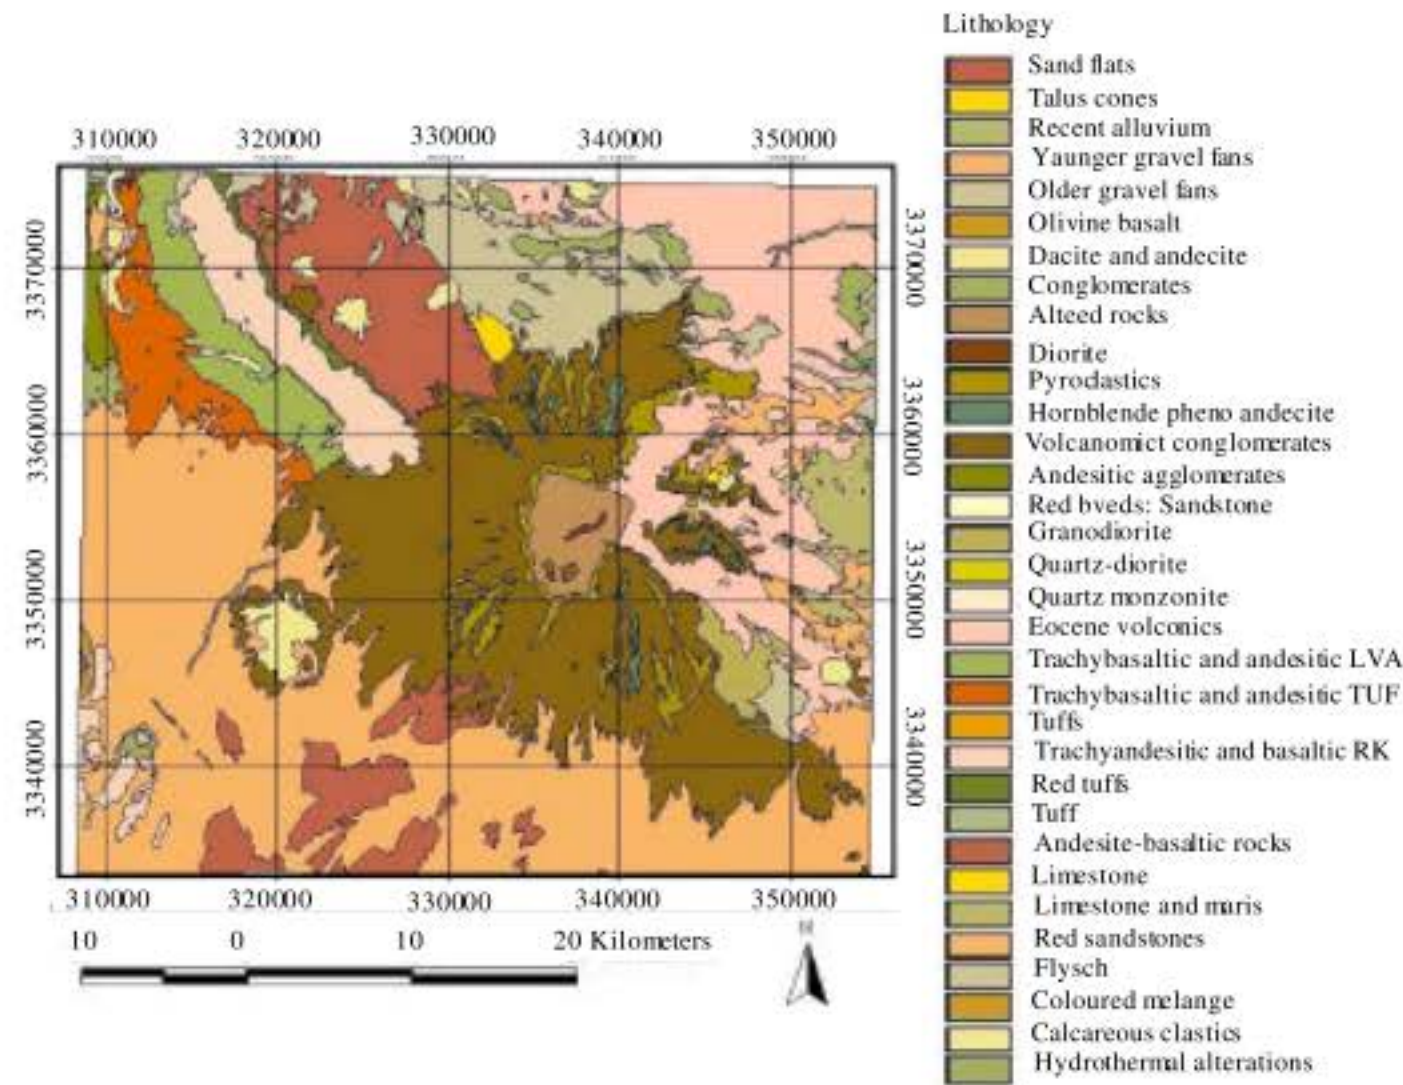 Lithology
Sand flats
Talus cones
Recent alluvium
Yaunger gravel fans
Older gravel fans
Olivine basalt
Dacite and andecite
Conglomerates
Alteed rocks
Diorite
Pyroclastics
Hornblende pheno andecite
Volcanomict conglomerates
Andesitic agglomerates
Red bveds: Sandstone
Granodiorite
Quartz-diorite
Quartz monzonite
Eocene volconics
Trachybasaltic and andesitic LVA
Trachybasaltic and andesitic TUF
Tuffs
Trachyandesitic and basaltic RK
Red tuffs
Tuff
Andesite-basaltic rocks
Limestone
Limestone and maris
Red sandstones
Flysch
Coloured melange
Calcareous clastics
Hydrothermal alterations
310000 320000 330000 340000 350000
3370000 3370000
3360000 3360000
3350000 3350000
3340000 3340000
310000 320000 330000 340000 350000
10 0 10 20 Kilometers
N